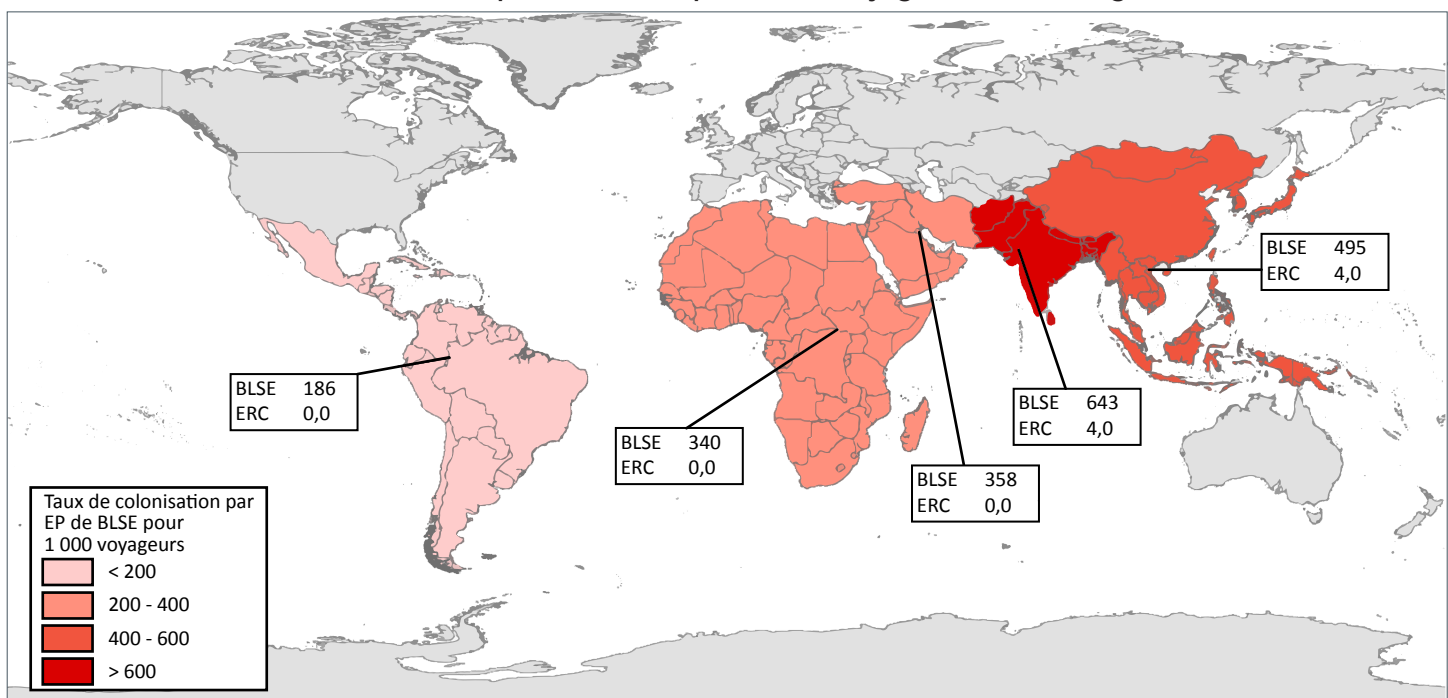 BLSE 495
ERC 4,0
BLSE 186
ERC 0,0
BLSE 643
ERC 4,0
BLSE 340
ERC 0,0
BLSE 358
ERC 0,0
Taux de colonisation par
EP de BLSE pour
1 000 voyageurs
< 200
200 - 400
400 - 600
> 600